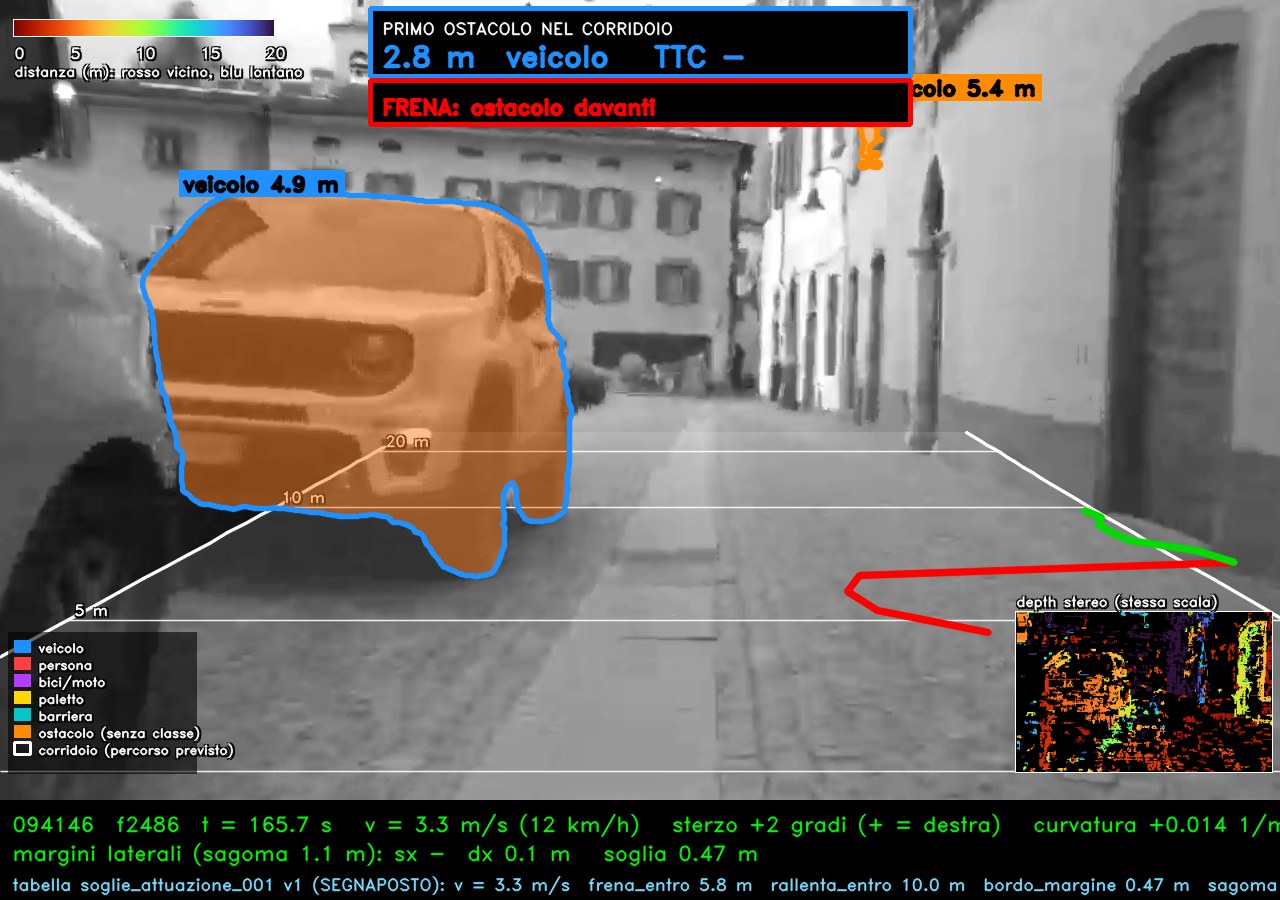 PRIMO OSTACOLO NEL CORRIDOIO
2.8 m veicolo TTC –
FRENA: ostacolo davanti
0 5 10 15 20
distanza (m): rosso vicino, blu lontano
colo 5.4 m
veicolo 4.9 m
20 m
10 m
5 m
depth stereo (stessa scala)
veicolo
persona
bici/moto
paletto
barriera
ostacolo (senza classe)
corridoio (percorso previsto)
094146 f2486 t = 165.7 s v = 3.3 m/s (12 km/h) sterzo +2 gradi (+ = destra) curvatura +0.014 1/m
margini laterali (sagoma 1.1 m): sx – dx 0.1 m soglia 0.47 m
tabella soglie_attuazione_001 v1 (SEGNAPOSTO): v = 3.3 m/s frena_entro 5.8 m rallenta_entro 10.0 m bordo_margine 0.47 m sagoma